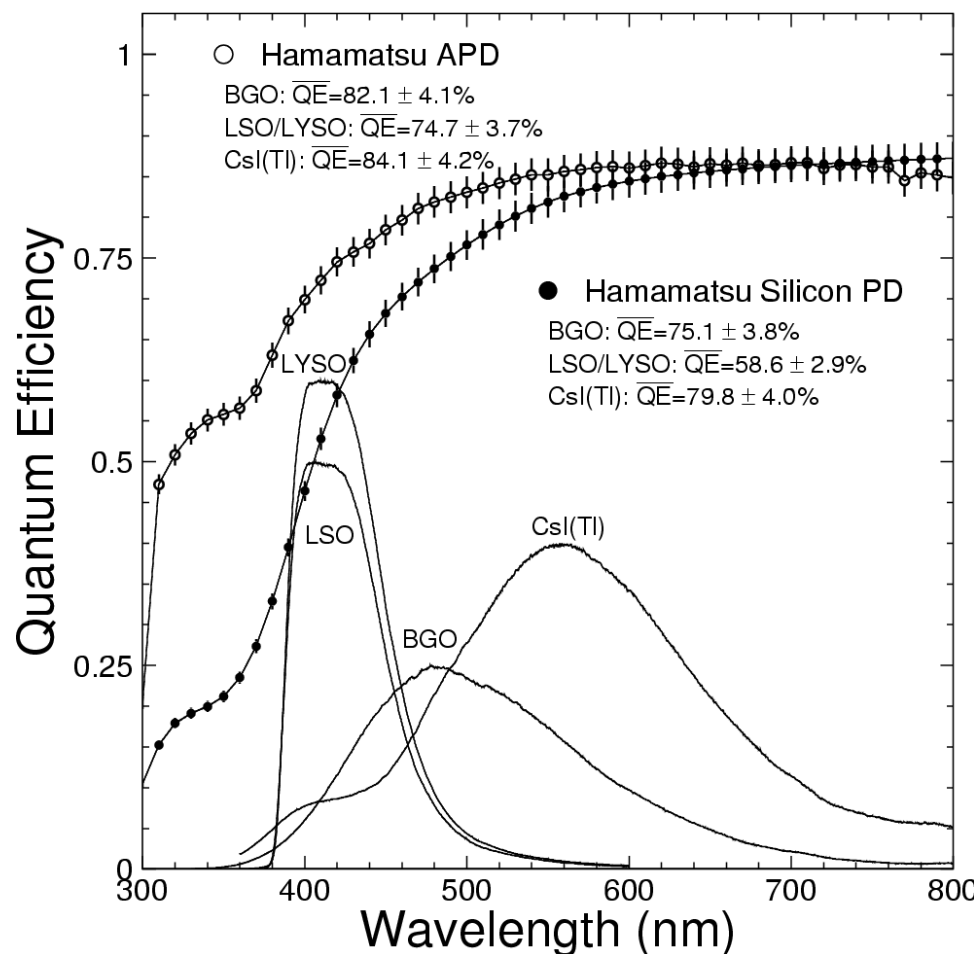 ○ Hamamatsu APD
BGO: QE=82.1 ± 4.1%
LSO/LYSO: QE=74.7 ± 3.7%
CsI(Tl): QE=84.1 ± 4.2%
● Hamamatsu Silicon PD
BGO: QE=75.1 ± 3.8%
LSO/LYSO: QE=58.6 ± 2.9%
CsI(Tl): QE=79.8 ± 4.0%
LYSO
LSO
CsI(Tl)
BGO
Quantum Efficiency
1
0.75
0.5
0.25
0
300 400 500 600 700 800
Wavelength (nm)